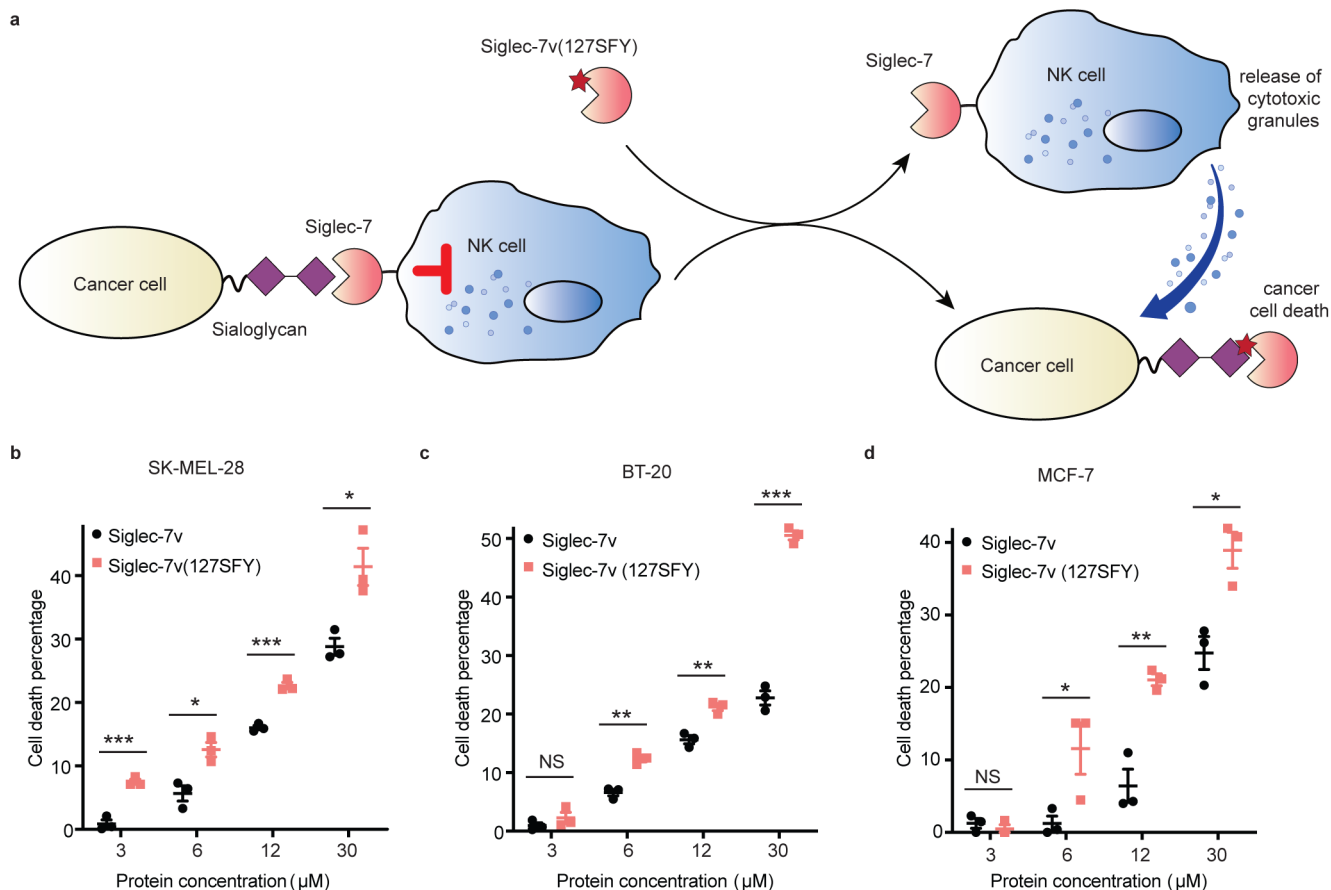 a
Siglec-7v(127SFY)
Siglec-7
NK cell
release of
cytotoxic
granules
Siglec-7
NK cell
Cancer cell
Sialoglycan
cancer
cell death
Cancer cell
b
SK-MEL-28
Siglec-7v
Siglec-7v(127SFY)
Cell death percentage
40
30
20
10
0
***
*
***
*
3 6 12 30
Protein concentration (µM)
c
BT-20
Siglec-7v
Siglec-7v (127SFY)
Cell death percentage
50
40
30
20
10
0
NS
**
**
***
3 6 12 30
Protein concentration (µM)
d
MCF-7
Siglec-7v
Siglec-7v (127SFY)
Cell death percentage
40
30
20
10
0
NS
*
**
*
3 6 12 30
Protein concentration (µM)